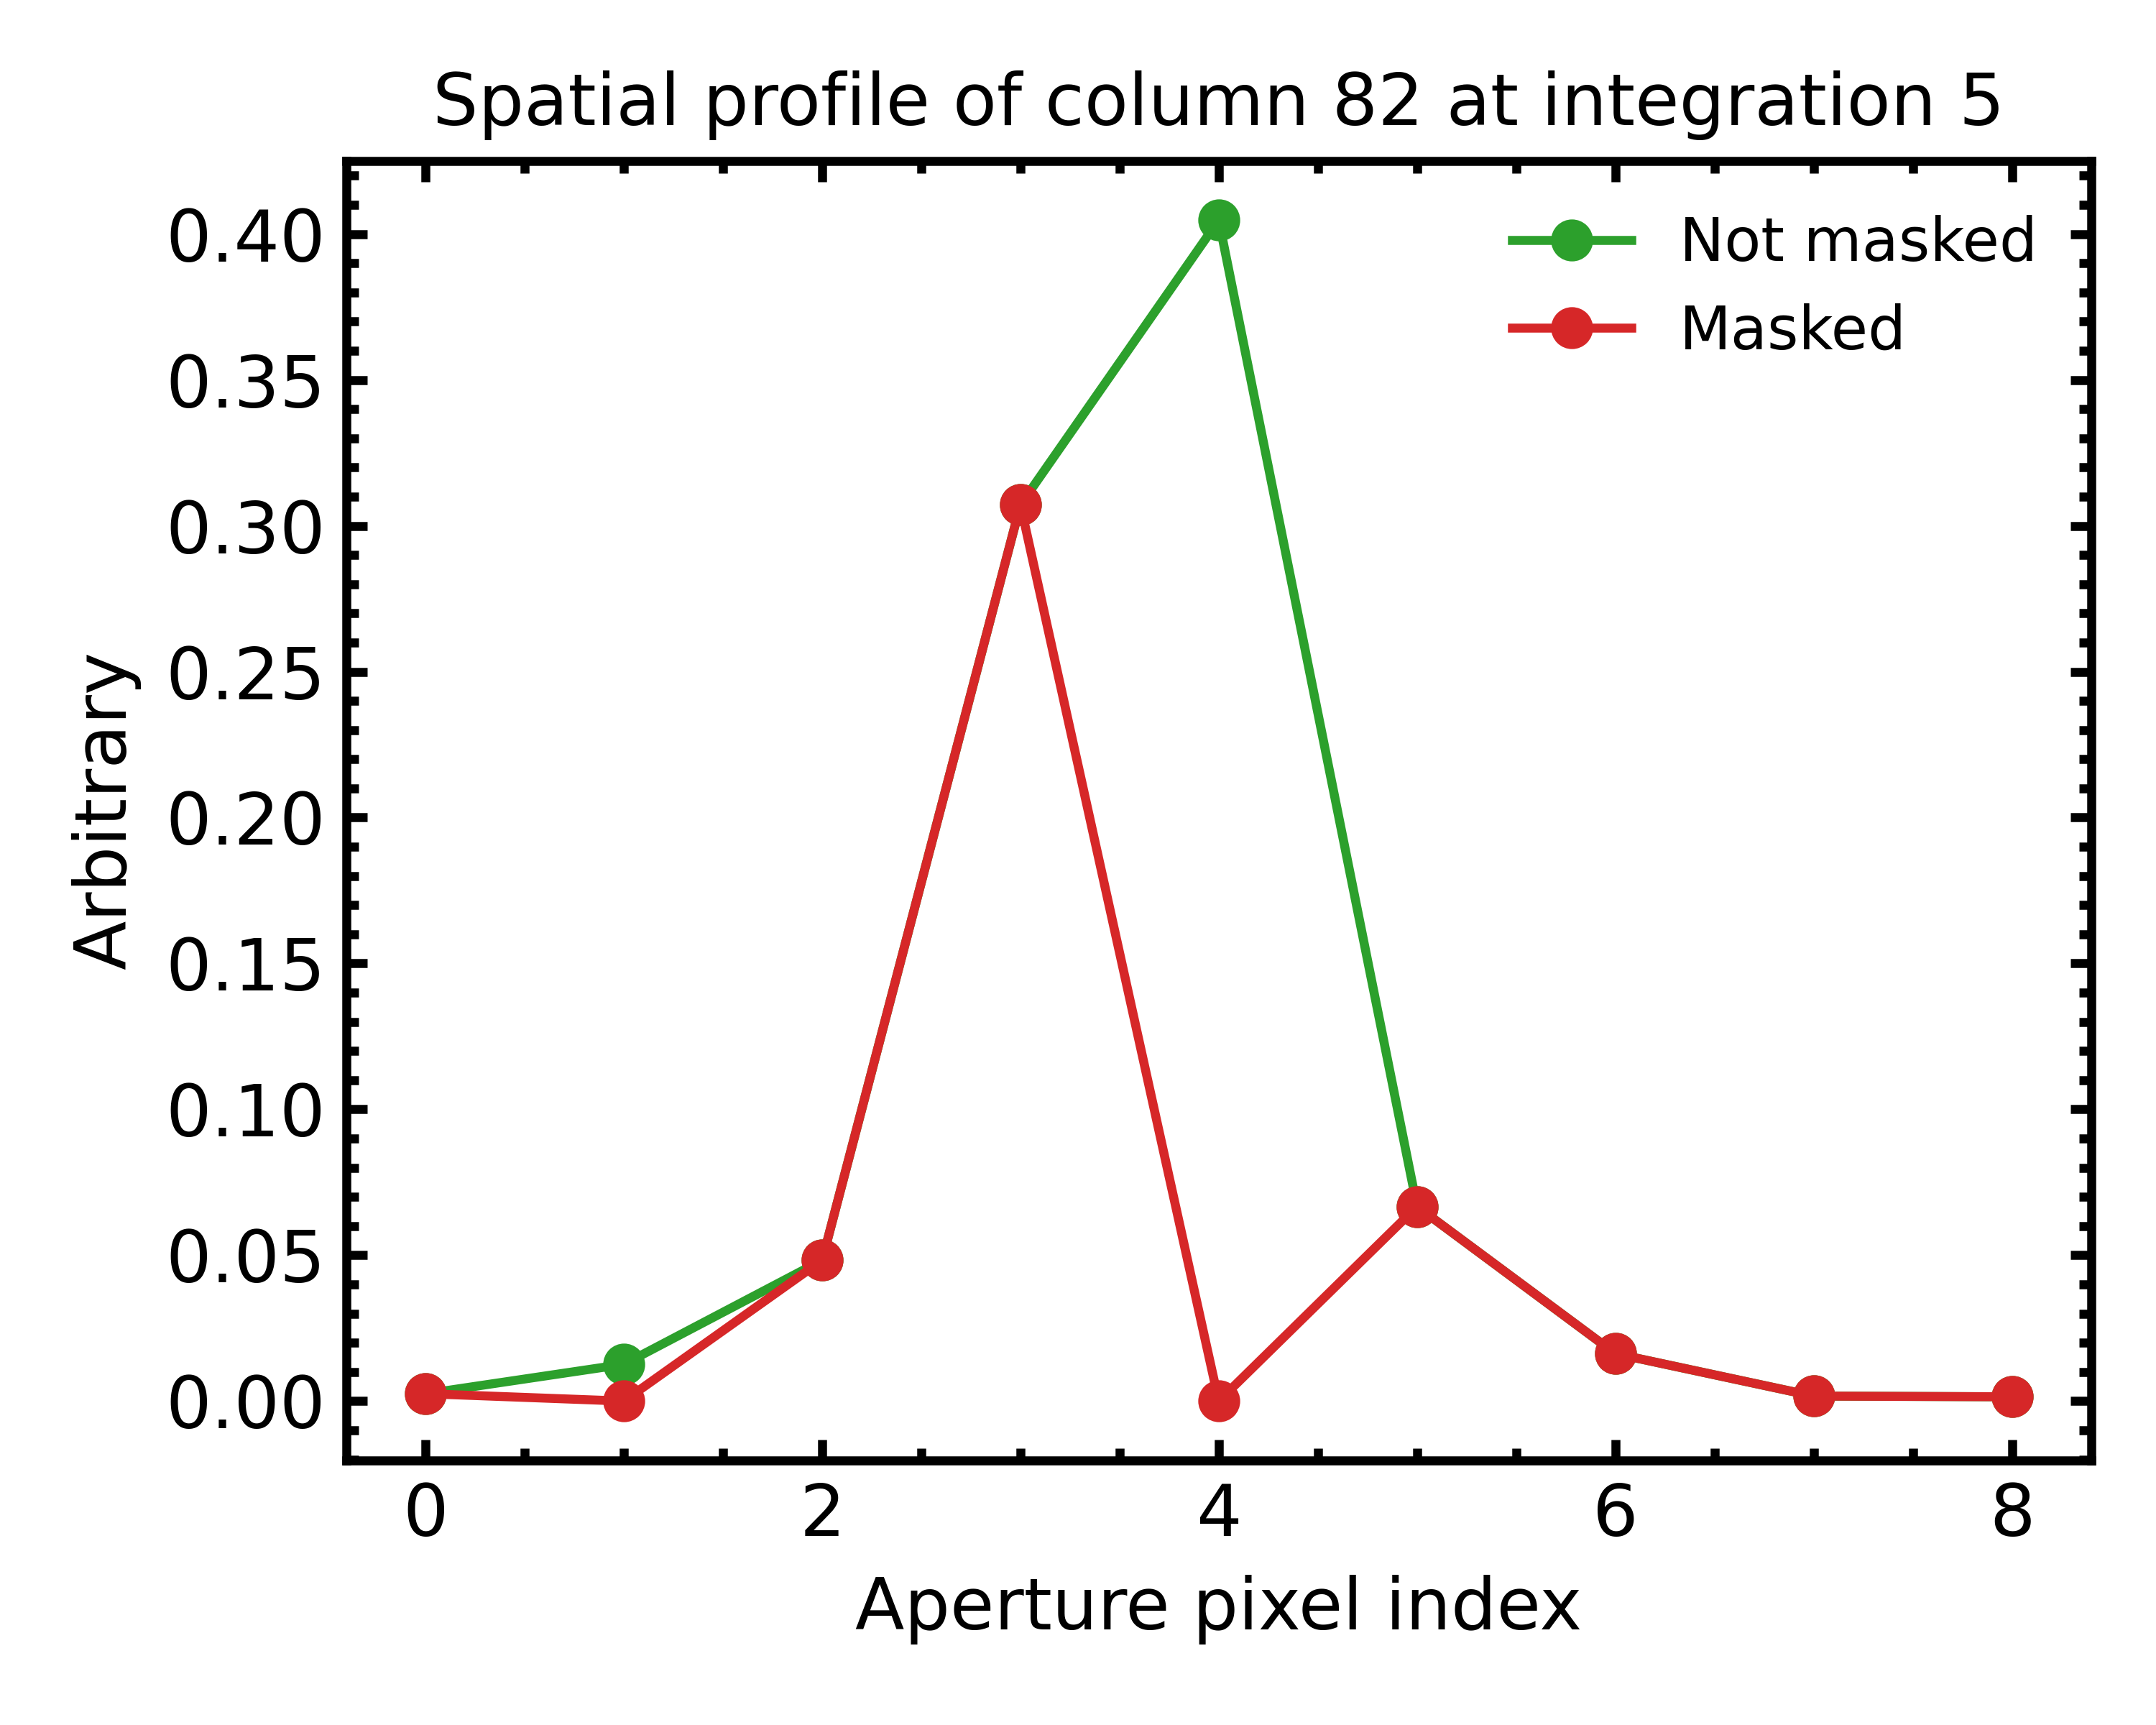 Spatial profile of column 82 at integration 5
Not masked
Masked
0.40
0.35
0.30
0.25
0.20
0.15
0.10
0.05
0.00
Arbitrary
0 2 4 6 8
Aperture pixel index